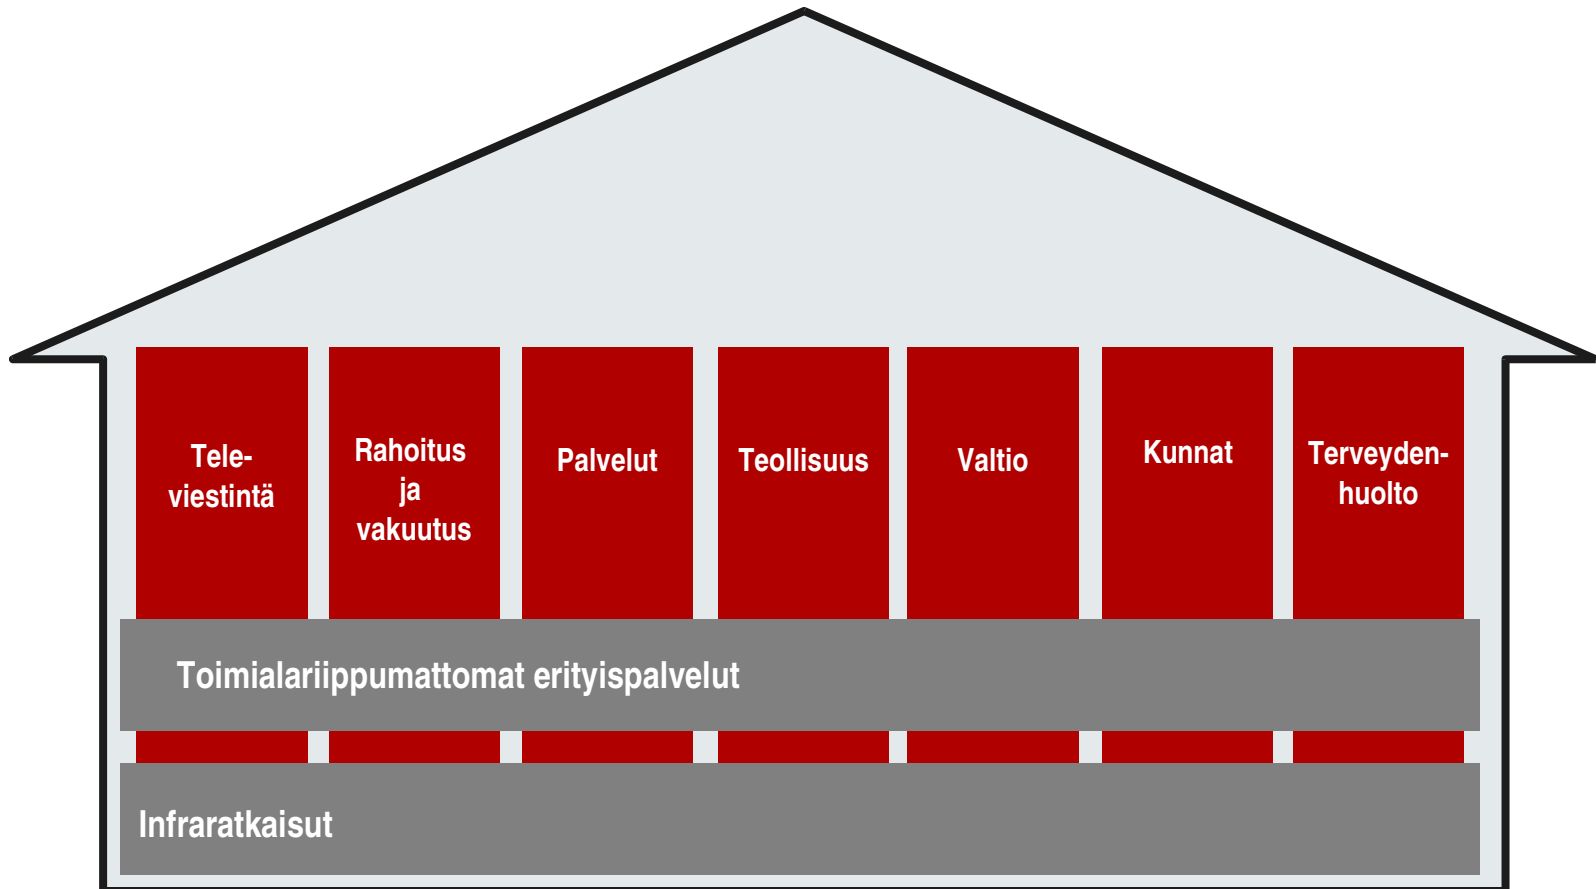 Tele-
viestintä
Rahoitus
ja
vakuutus
Palvelut
Teollisuus
Valtio
Kunnat
Terveyden-
huolto
Toimialariippumattomat erityispalvelut
Infraratkaisut